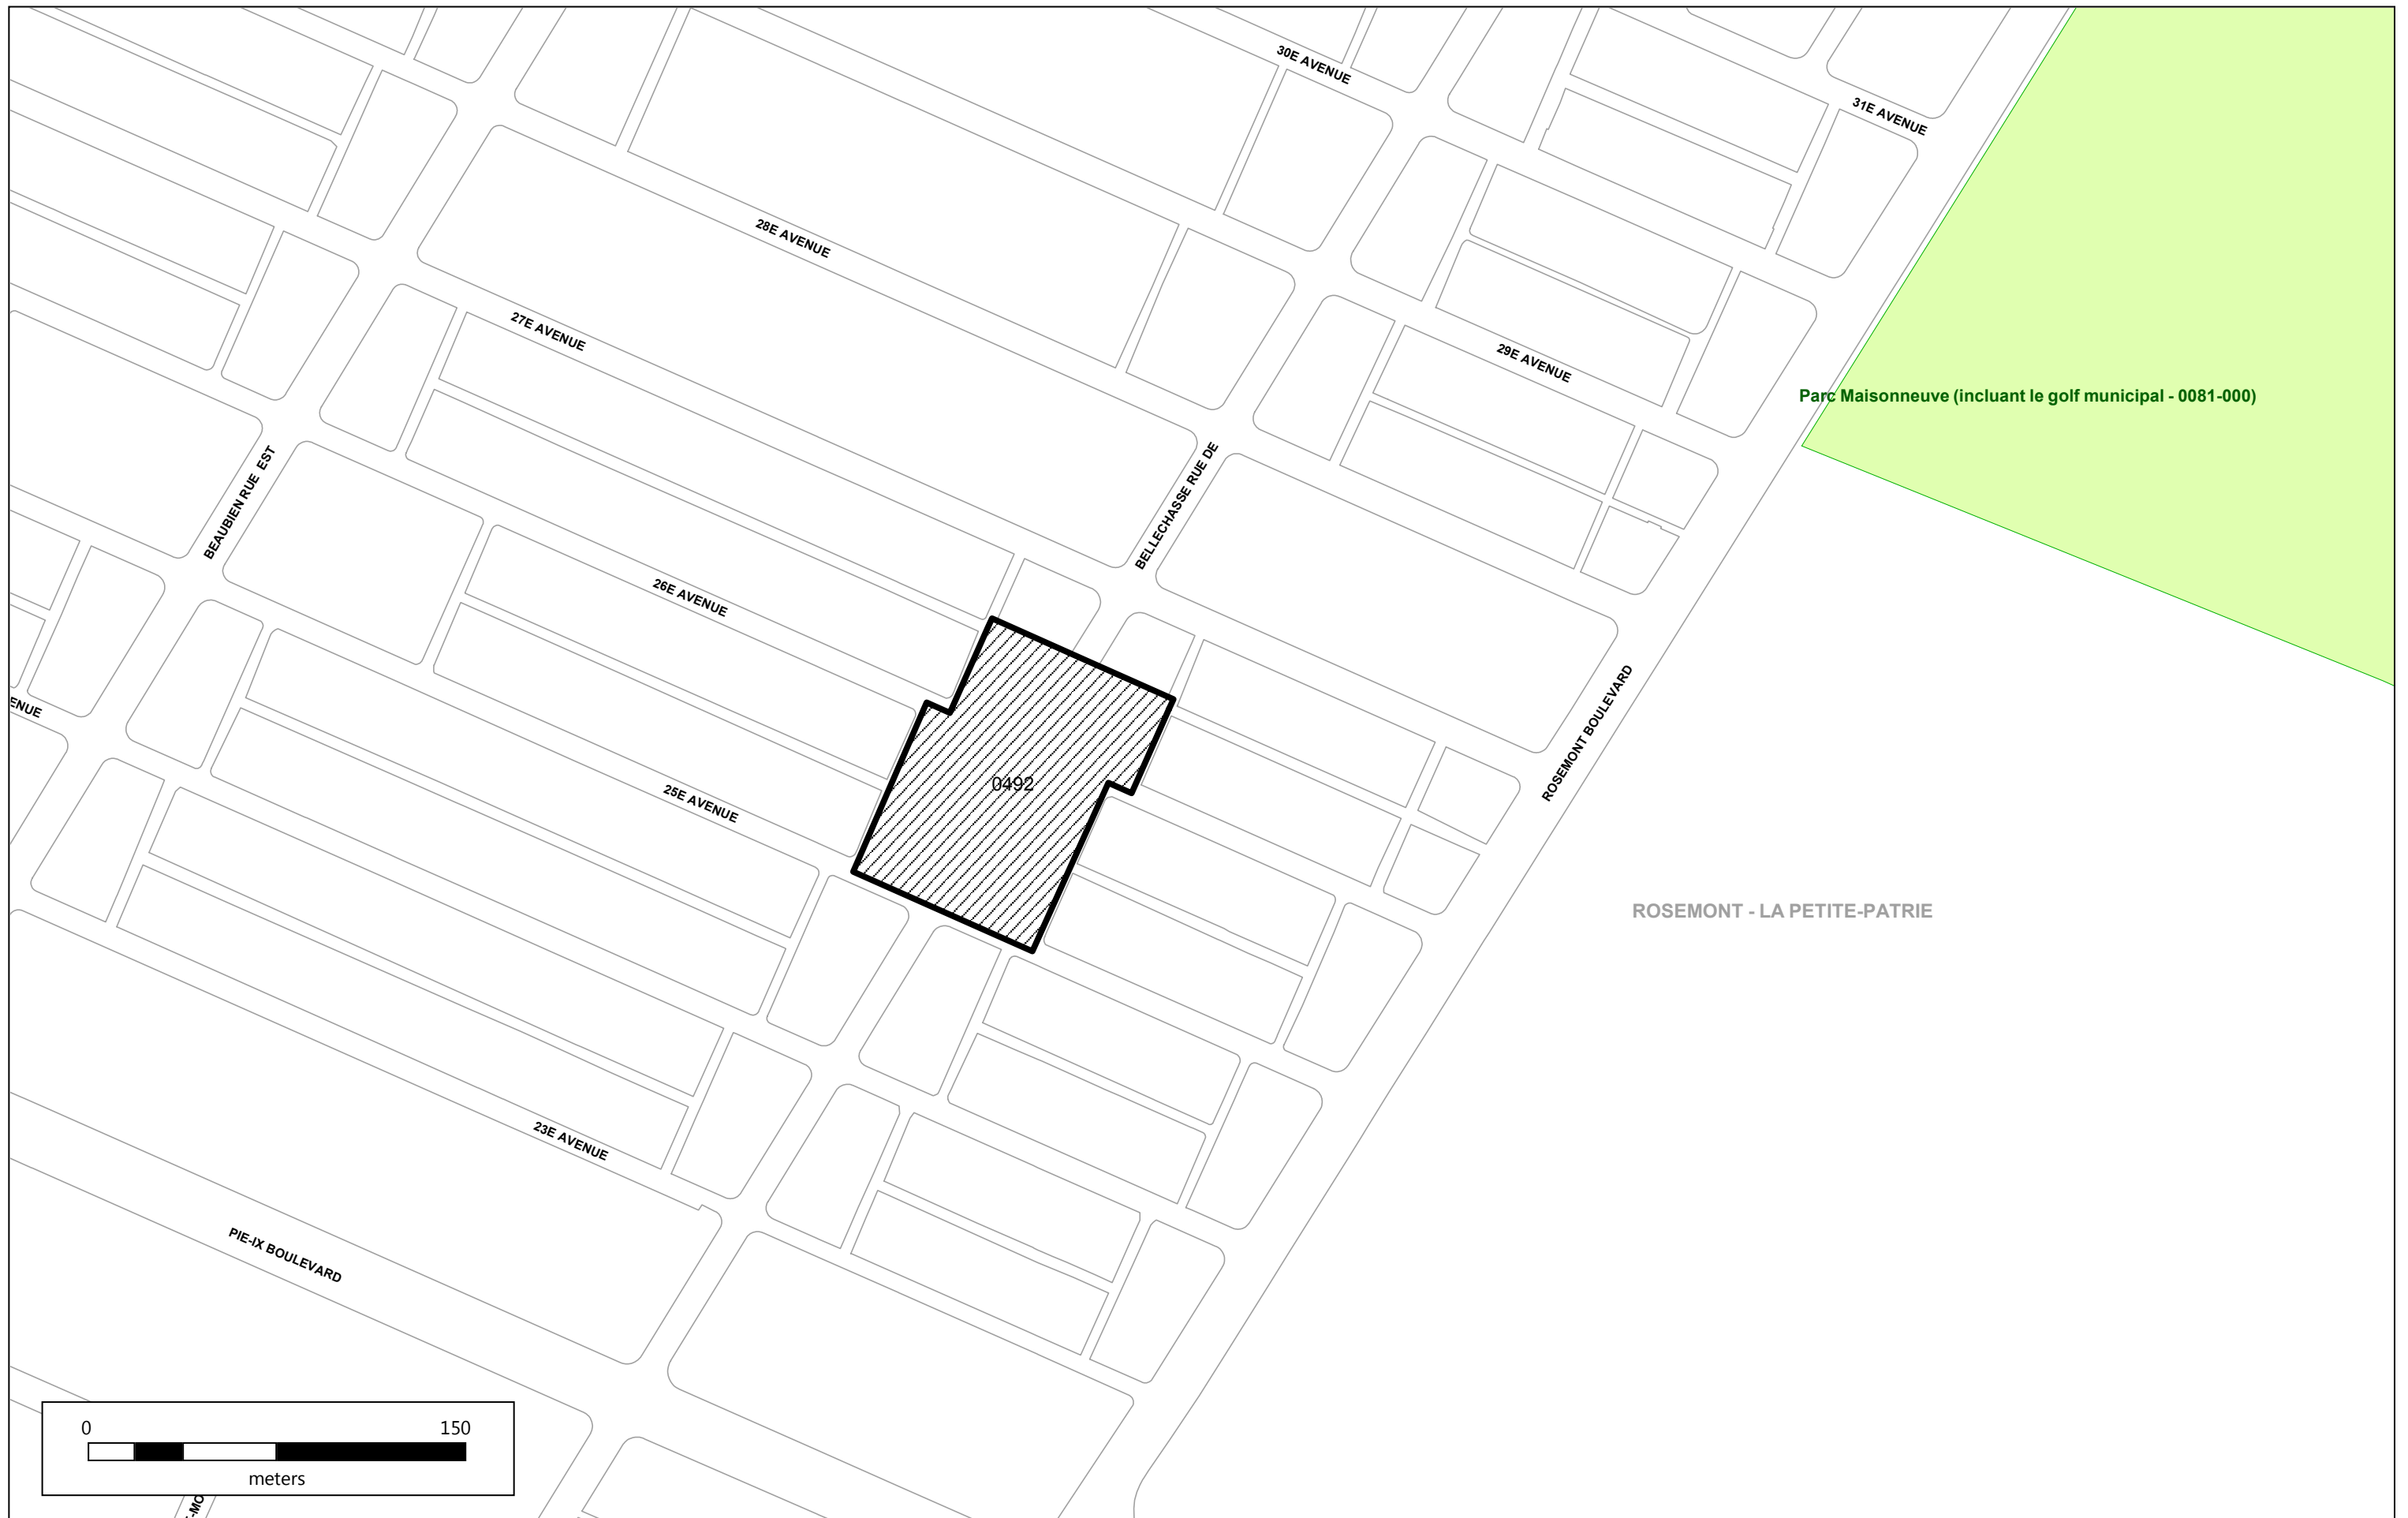 30E AVENUE
31E AVENUE
28E AVENUE
27E AVENUE
29E AVENUE
Parc Maisonneuve (incluant le golf municipal - 0081-000)
BELLECHASSE RUE DE
BEAUBIEN RUE EST
26E AVENUE
ENUE
ROSEMONT BOULEVARD
0492
25E AVENUE
ROSEMONT - LA PETITE-PATRIE
23E AVENUE
PIE-IX BOULEVARD
0 150
meters